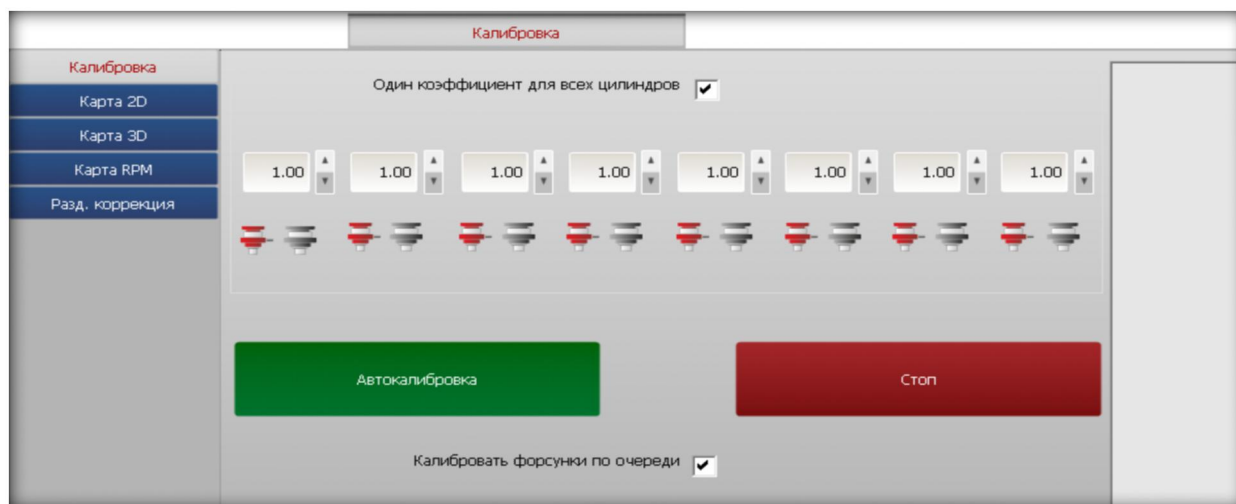 Калибровка
Калибровка
Карта 2D
Карта 3D
Карта RPM
Разд. коррекция
Один коэффициент для всех цилиндров
1.00 1.00 1.00 1.00 1.00 1.00 1.00 1.00
Автокалибровка
Стоп
Калибровать форсунки по очереди